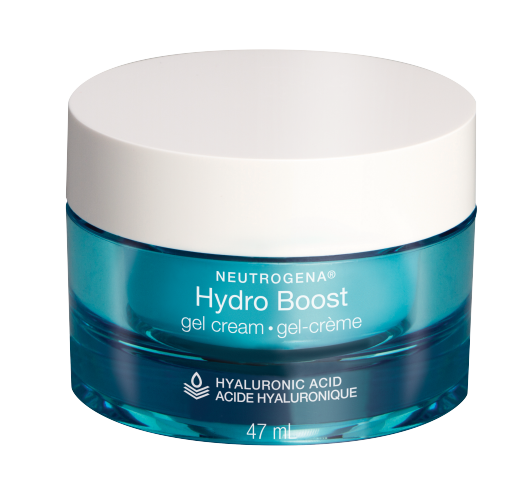 NEUTROGENA®
Hydro Boost
gel cream • gel-crème
HYALURONIC ACID
ACIDE HYALURONIQUE
47 mL